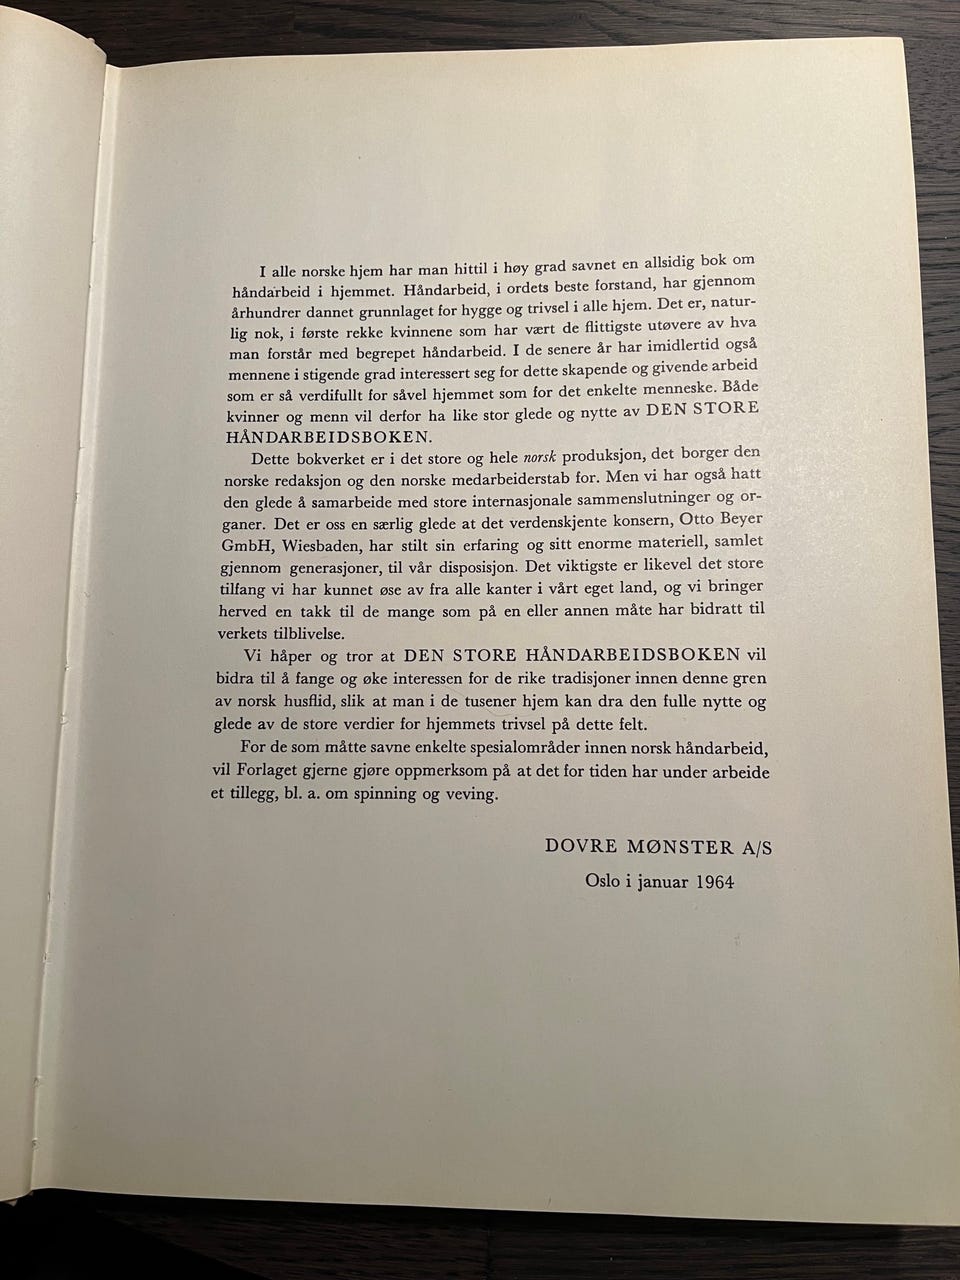 I alle norske hjem har man hittil i høy grad savnet en allsidig bok om
håndarbeid i hjemmet. Håndarbeid, i ordets beste forstand, har gjennom
århundrer dannet grunnlaget for hygge og trivsel i alle hjem. Det er, natur-
lig nok, i første rekke kvinnene som har vært de flittigste utøvere av hva
man forstår med begrepet håndarbeid. I de senere år har imidlertid også
mennene i stigende grad interessert seg for dette skapende og givende arbeid
som er så verdifullt for såvel hjemmet som for det enkelte menneske. Både
kvinner og menn vil derfor ha like stor glede og nytte av DEN STORE
HÅNDARBEIDSBOKEN.
Dette bokverket er i det store og hele norsk produksjon, det borger den
norske redaksjon og den norske medarbeiderstab for. Men vi har også hatt
den glede å samarbeide med store internasjonale sammenslutninger og or-
ganer. Det er oss en særlig glede at det verdenskjente konsern, Otto Beyer
GmbH, Wiesbaden, har stilt sin erfaring og sitt enorme materiell, samlet
gjennom generasjoner, til vår disposisjon. Det viktigste er likevel det store
tilfang vi har kunnet øse av fra alle kanter i vårt eget land, og vi bringer
herved en takk til de mange som på en eller annen måte har bidratt til
verkets tilblivelse.
Vi håper og tror at DEN STORE HÅNDARBEIDSBOKEN vil
bidra til å fange og øke interessen for de rike tradisjoner innen denne gren
av norsk husflid, slik at man i de tusener hjem kan dra den fulle nytte og
glede av de store verdier for hjemmets trivsel på dette felt.
For de som måtte savne enkelte spesialområder innen norsk håndarbeid,
vil Forlaget gjerne gjøre oppmerksom på at det for tiden har under arbeide
et tillegg, bl. a. om spinning og veving.
DOVRE MØNSTER A/S
Oslo i januar 1964